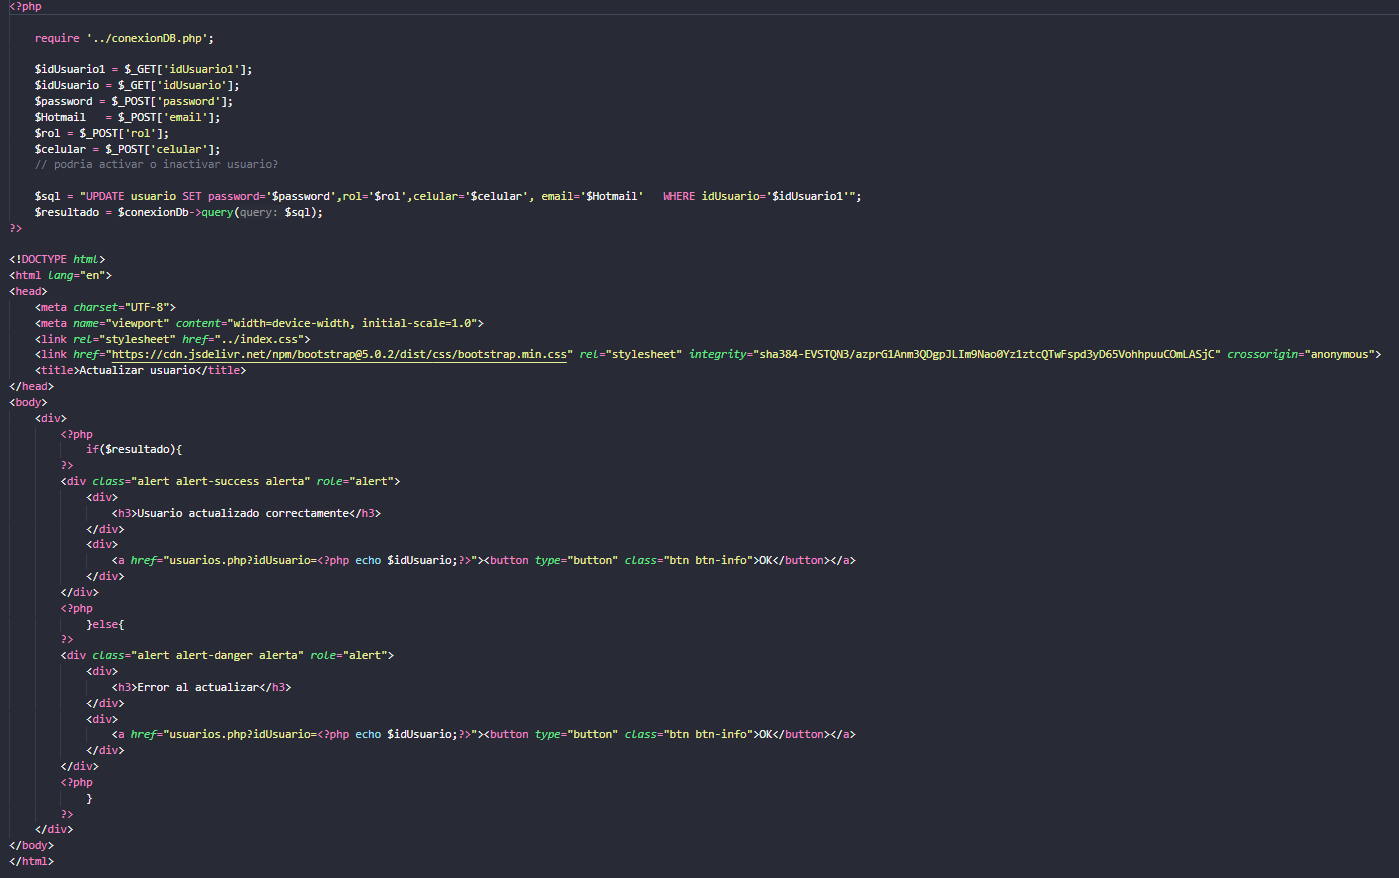 <?php
require '../conexionDB.php';
$idUsuario1 = $_GET['idUsuario1'];
$idUsuario = $_GET['idUsuario'];
$password = $_POST['password'];
$Hotmail   = $_POST['email'];
$rol = $_POST['rol'];
$celular = $_POST['celular'];
// podria activar o inactivar usuario?
$sql = "UPDATE usuario SET password='$password',rol='$rol',celular='$celular', email='$Hotmail'   WHERE idUsuario='$idUsuario1'";
$resultado = $conexionDb->query(query: $sql);
?>
<!DOCTYPE html>
<html lang="en">
<head>
<meta charset="UTF-8">
<meta name="viewport" content="width=device-width, initial-scale=1.0">
<link rel="stylesheet" href="../index.css">
<link href="https://cdn.jsdelivr.net/npm/bootstrap@5.0.2/dist/css/bootstrap.min.css" rel="stylesheet" integrity="sha384-EVSTQN3/azprG1Anm3QDgpJLIm9Nao0Yz1ztcQTwFspd3yD65VohhpuuCOmLASjC" crossorigin="anonymous">
<title>Actualizar usuario</title>
</head>
<body>
<div>
<?php
if($resultado){
?>
<div class="alert alert-success alerta" role="alert">
<div>
<h3>Usuario actualizado correctamente</h3>
</div>
<div>
<a href="usuarios.php?idUsuario=<?php echo $idUsuario;?>"><button type="button" class="btn btn-info">OK</button></a>
</div>
</div>
<?php
}else{
?>
<div class="alert alert-danger alerta" role="alert">
<div>
<h3>Error al actualizar</h3>
</div>
<div>
<a href="usuarios.php?idUsuario=<?php echo $idUsuario;?>"><button type="button" class="btn btn-info">OK</button></a>
</div>
</div>
<?php
}
?>
</div>
</body>
</html>